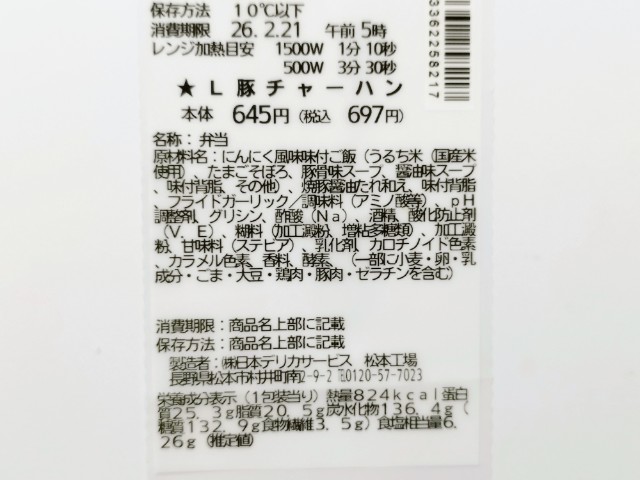 保存方法 10℃以下
消費期限 26.2.21 午前5時
レンジ加熱目安 1500W 1分10秒
500W 3分30秒
33622258217
★L豚チャーハン
本体 645円(税込 697円)
名称:弁当
原材料名:にんにく風味味付ご飯(うるち米(国産米
使用)、たまごそぼろ、豚骨味スープ、醤油味スープ
、味付背脂、その他)、焼豚醤油たれ和え、味付背脂
、フライドガーリック/調味料(アミノ酸等)、pH
調整剤、グリシン、酢酸(Na)、酒精、酸化防止剤
(V.E)、糊料(加工澱粉、増粘多糖類)、加工澱
粉、甘味料(ステビア)、乳化剤、カロチノイド色素
、カラメル色素、香料、酵素、(一部に小麦・卵・乳
成分・ごま・大豆・鶏肉・豚肉・ゼラチンを含む)
消費期限:商品名上部に記載
保存方法:商品名上部に記載
製造者:㈱日本デリカサービス 松本工場
長野県松本市村井町南2-9-2 ℡0120-57-7023
栄養成分表示(1包装当り)熱量824kcal蛋白
質25.3g脂質20.5g炭水化物136.4g(
糖質132.9g食物繊維3.5g)食塩相当量6.
26g(推定値)